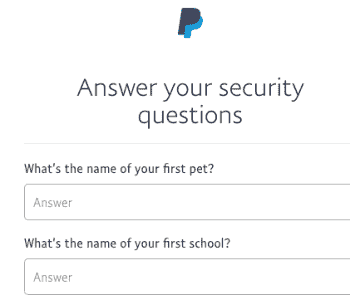 Answer your security
questions
What's the name of your first pet?
Answer
What's the name of your first school?
Answer